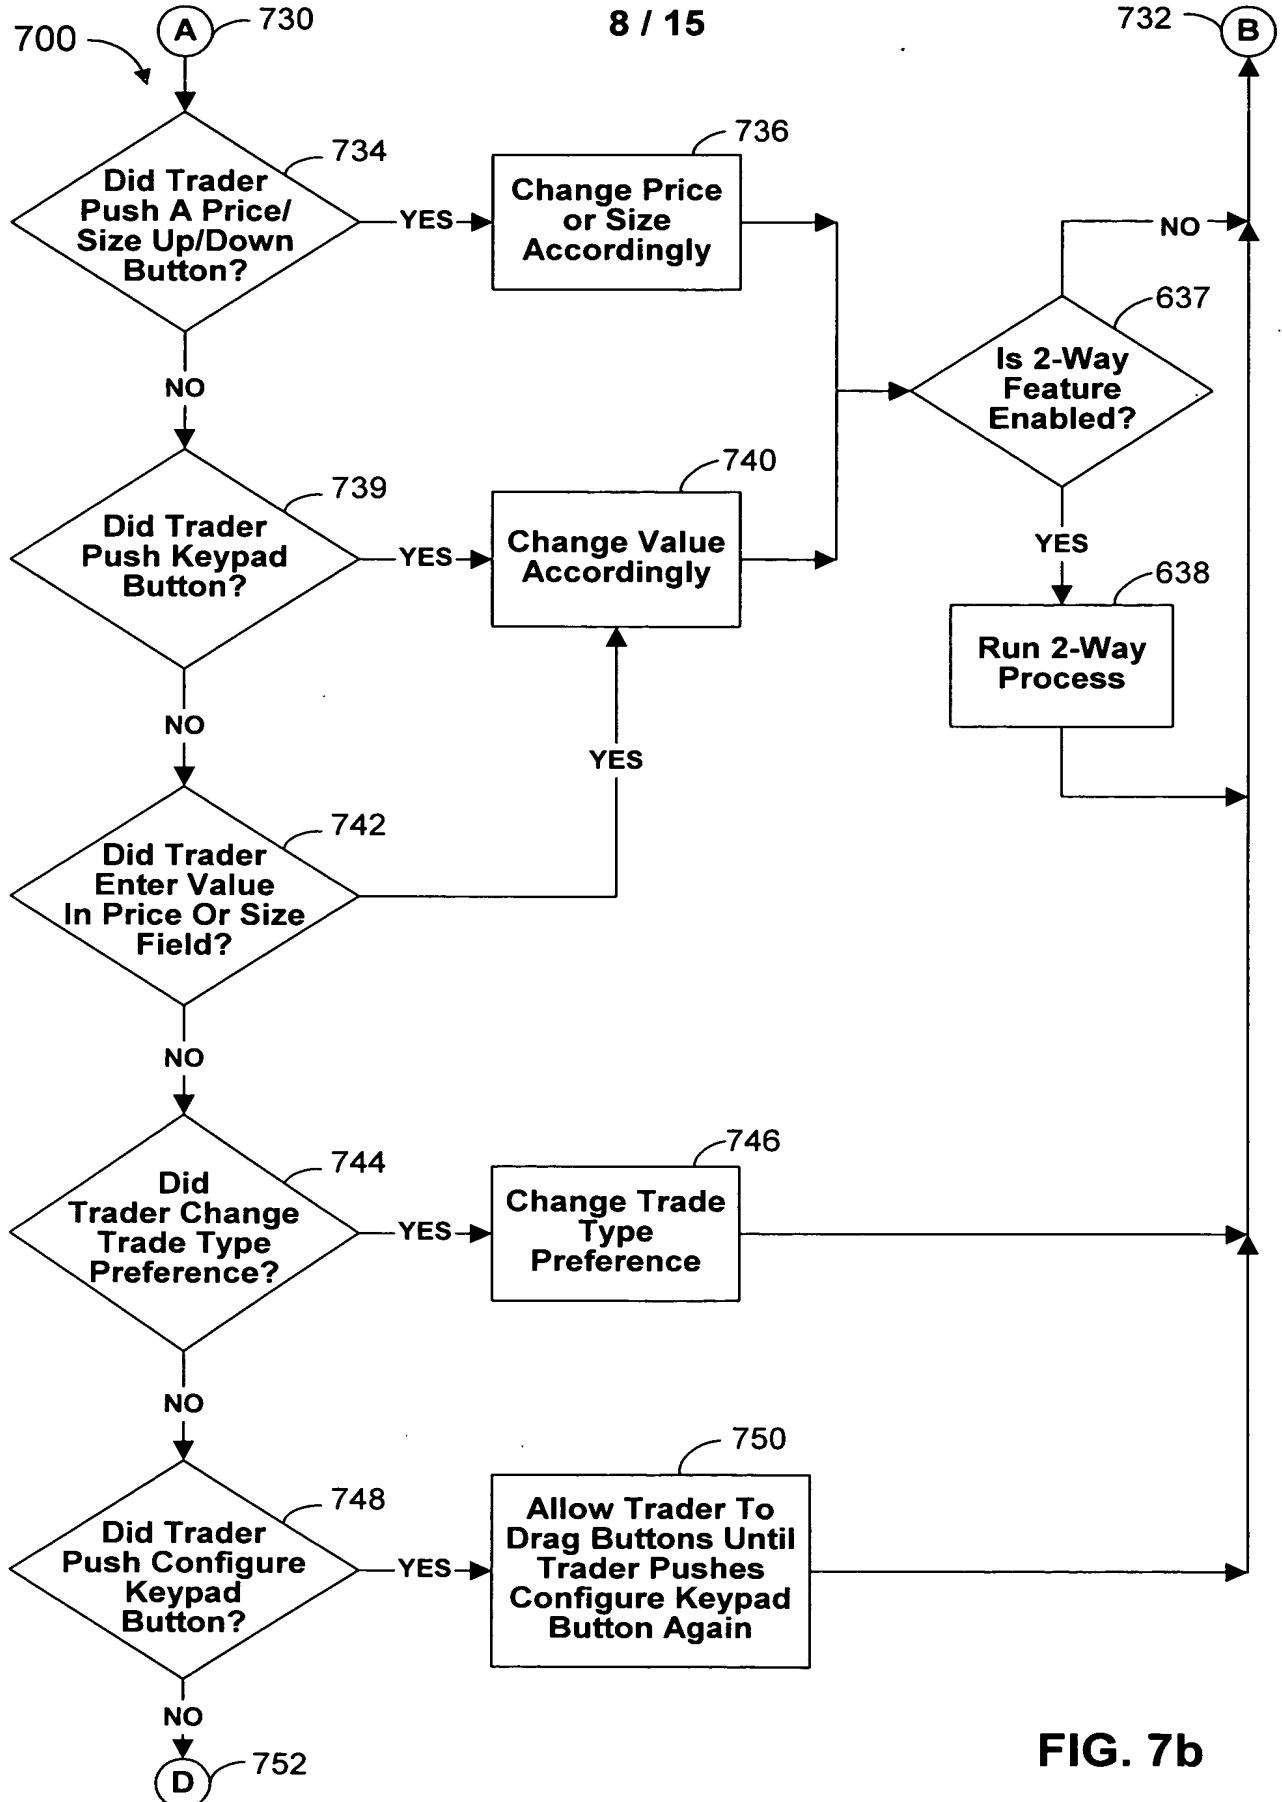 A
730
700
8 / 15
732
B
734
Did Trader
Push A Price/
Size Up/Down
Button?
YES
736
Change Price
or Size
Accordingly
NO
637
Is 2-Way
Feature
Enabled?
NO
739
Did Trader
Push Keypad
Button?
YES
740
Change Value
Accordingly
YES
638
Run 2-Way
Process
NO
YES
742
Did Trader
Enter Value
In Price Or Size
Field?
NO
744
Did
Trader Change
Trade Type
Preference?
YES
746
Change Trade
Type
Preference
NO
748
Did Trader
Push Configure
Keypad
Button?
YES
750
Allow Trader To
Drag Buttons Until
Trader Pushes
Configure Keypad
Button Again
NO
D
752
FIG. 7b